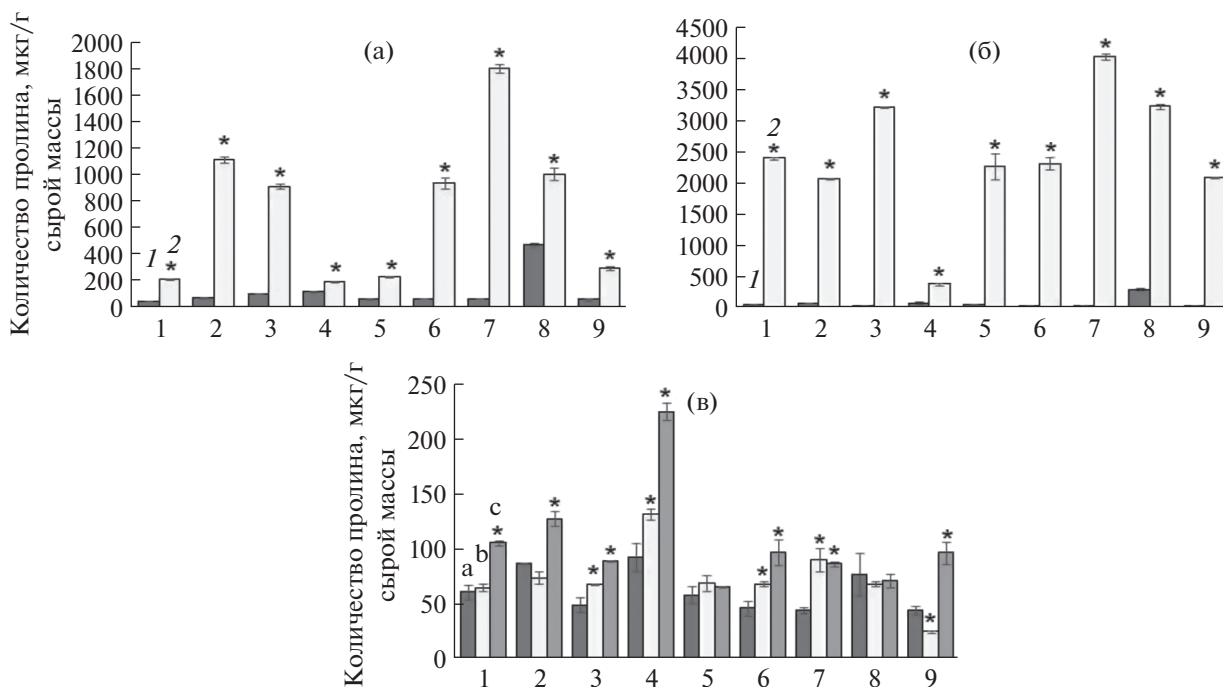 Количество пролина, мкг/г
сырой массы
2000
1800
1600
1400
1200
1000
800
600
400
200
0
(а)
1 2
* * * * * * * * *
1 2 3 4 5 6 7 8 9
4500
4000
3500
3000
2500
2000
1500
1000
500
0
(б)
2
1
* * * * * * * * *
1 2 3 4 5 6 7 8 9
Количество пролина, мкг/г
сырой массы
250
200
150
100
50
0
(в)
a b c
* * * * * * * * * * * *
1 2 3 4 5 6 7 8 9